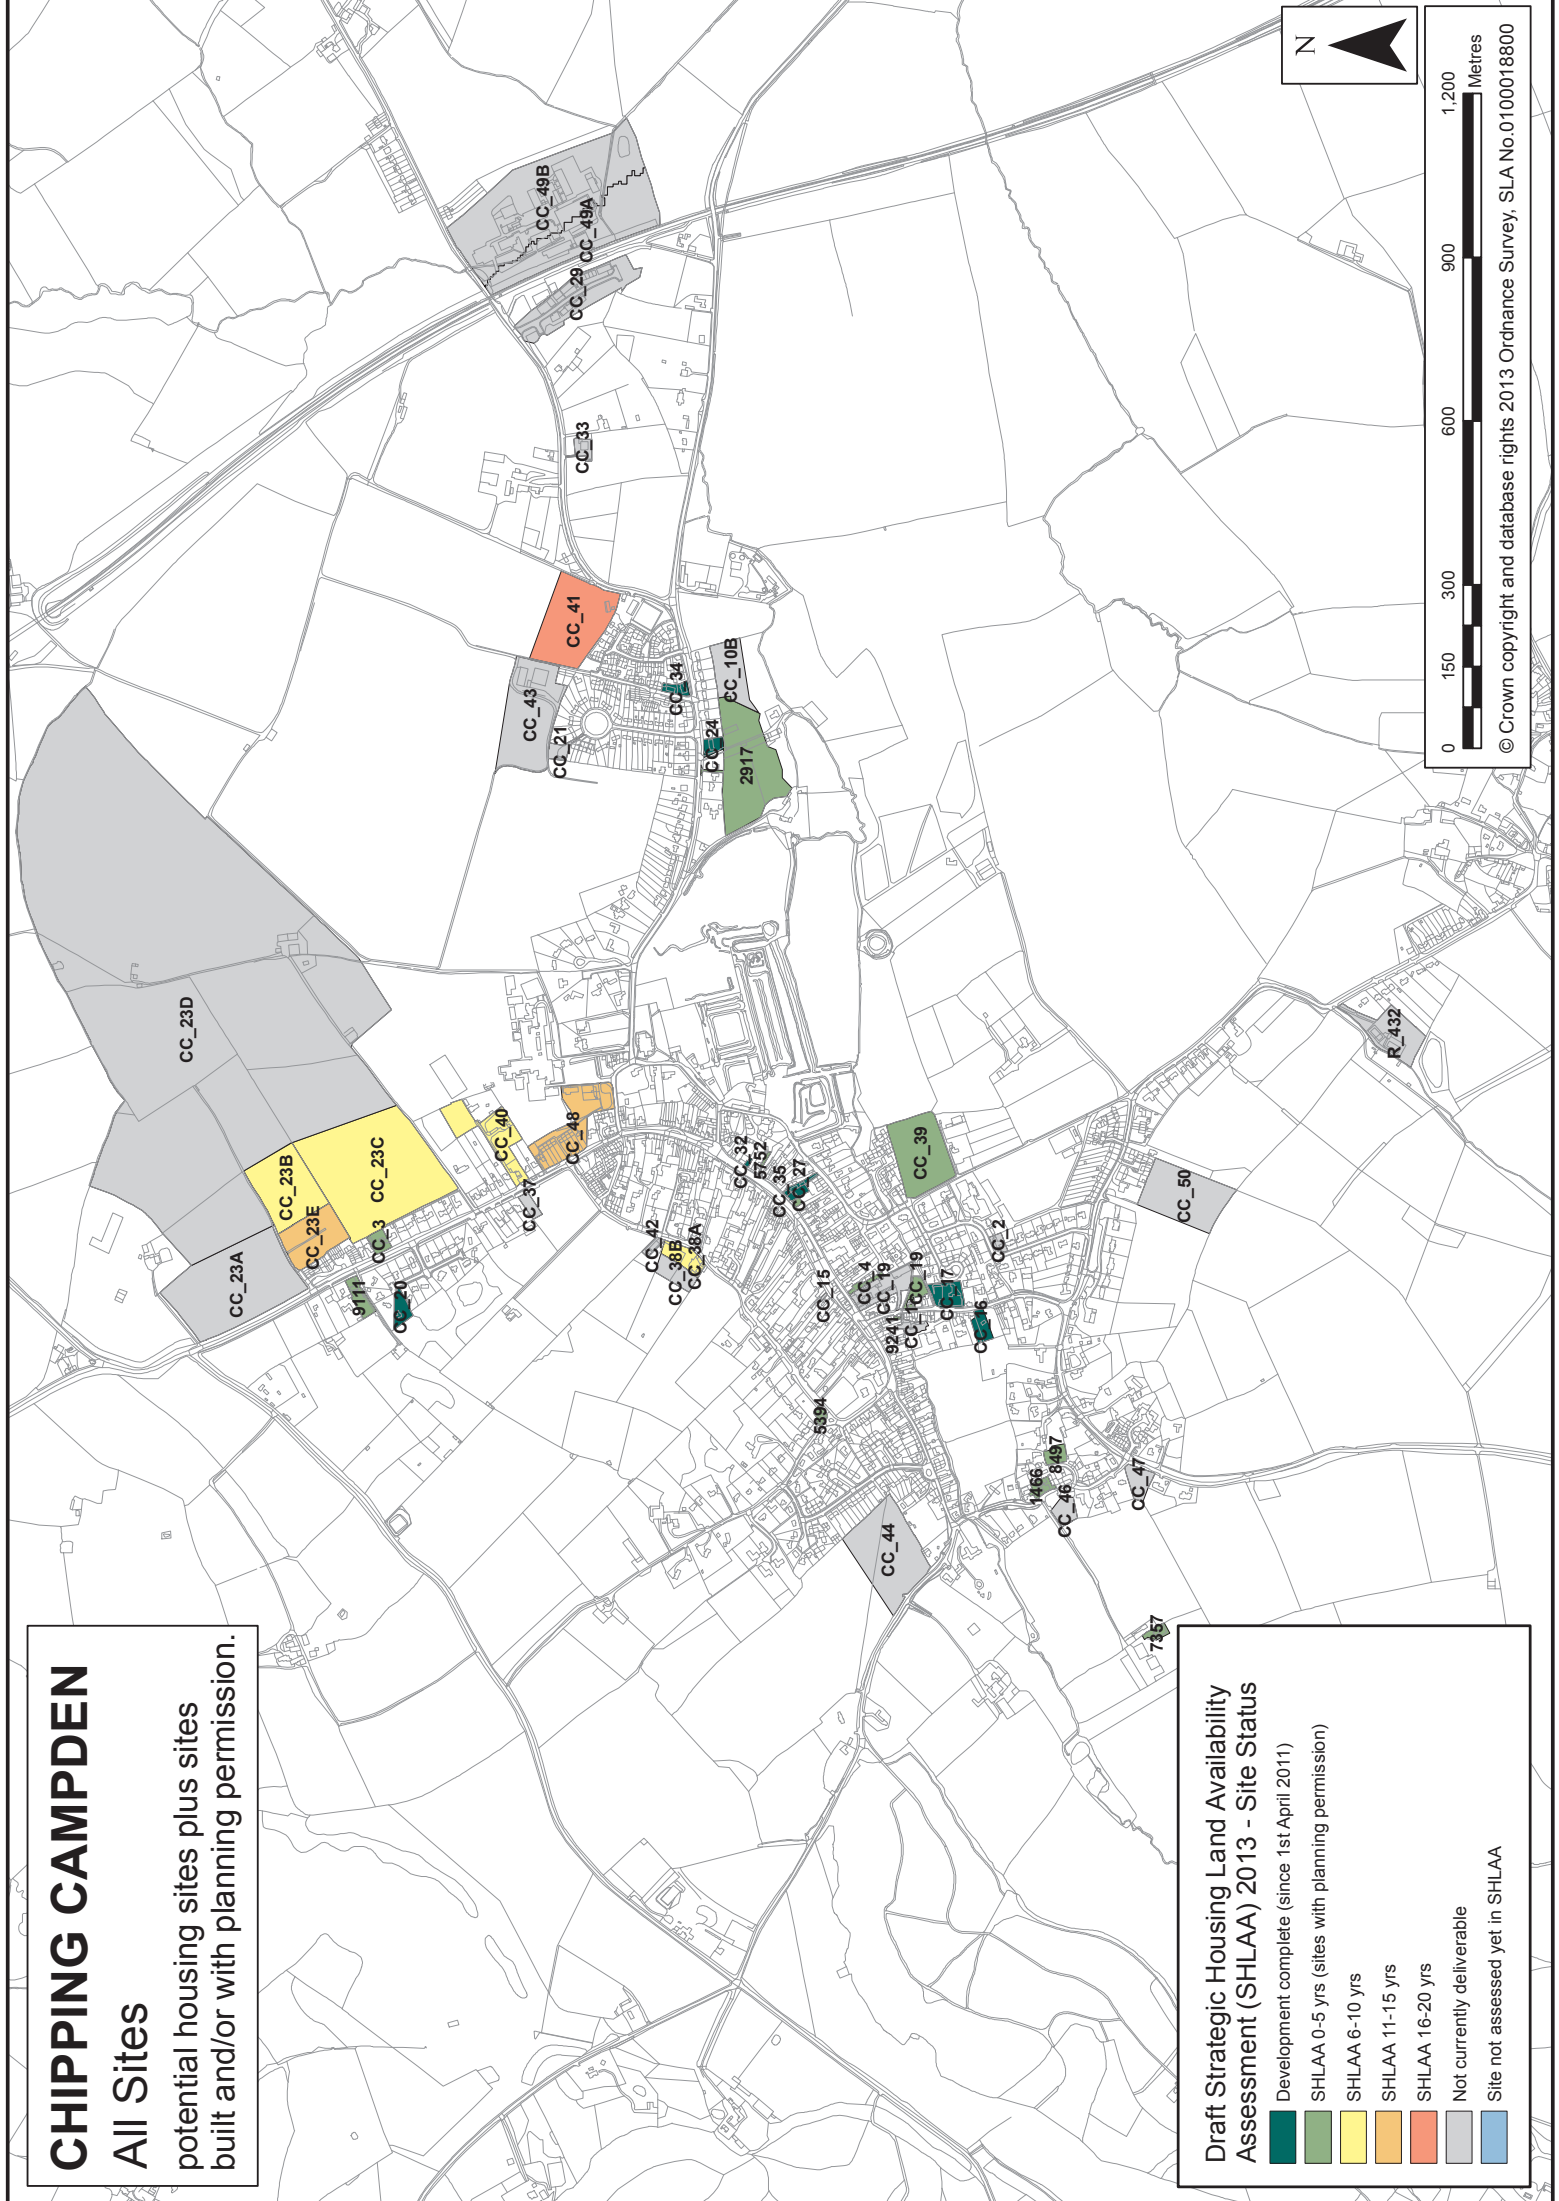 CHIPPING CAMPDEN
All Sites
potential housing sites plus sites
built and/or with planning permission.
CC_23D
CC_23A
CC_23B
CC_23E
CC_23C
CC_3
9111
CC_20
CC_40
CC_37
CC_48
CC_42
CC_38B
CC_38A
CC_43
CC_21
CC_41
CC_33
CC_29
CC_49A
CC_49B
CC_34
CC_24
CC_10B
2917
CC_32
5752
CC_35
CC_27
CC_39
CC_15
CC_4
CC_19
CC_19
9241
CC_17
CC_16
CC_2
5394
CC_44
1466
8497
CC_46
CC_47
CC_50
R_432
7357
Draft Strategic Housing Land Availability
Assessment (SHLAA) 2013 - Site Status
Development complete (since 1st April 2011)
SHLAA 0-5 yrs (sites with planning permission)
SHLAA 6-10 yrs
SHLAA 11-15 yrs
SHLAA 16-20 yrs
Not currently deliverable
Site not assessed yet in SHLAA
N
0 150 300 600 900 1,200
Metres
© Crown copyright and database rights 2013 Ordnance Survey, SLA No.0100018800